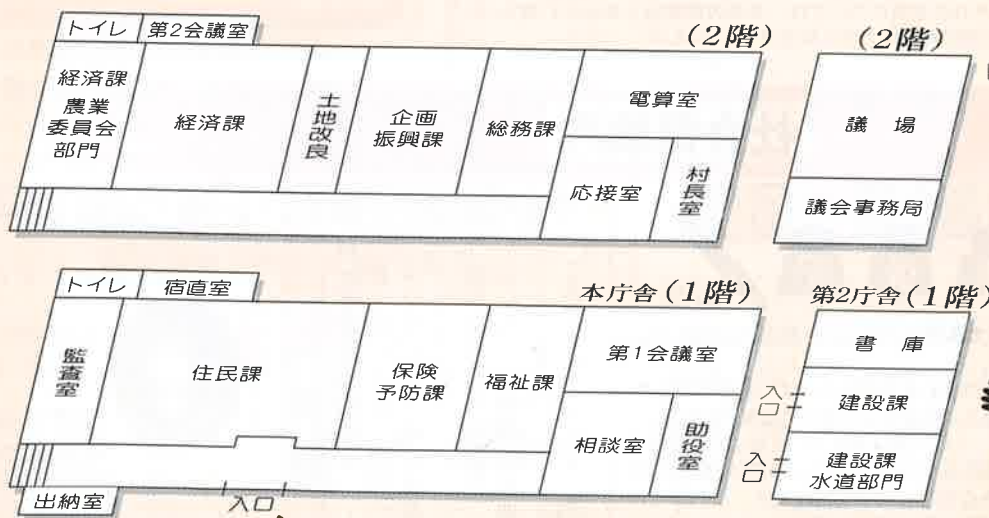 トイレ
第2会議室
(2階)
(2階)
経済課
農業
委員会
部門
経済課
土地改良
企画
振興課
総務課
電算室
応接室
村長室
議場
議会事務局
トイレ
宿直室
本庁舎(1階)
第2庁舎(1階)
監査室
住民課
保険
予防課
福祉課
第1会議室
相談室
助役室
書庫
入口
建設課
入口
建設課
水道部門
出納室
入口